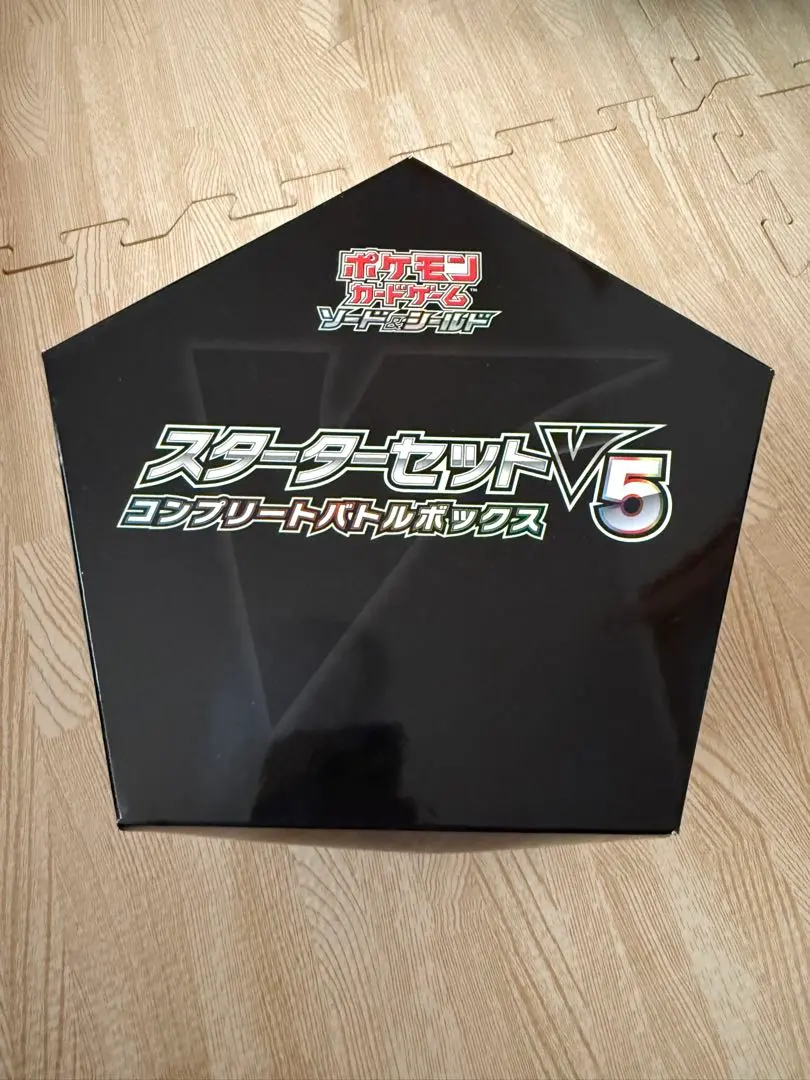 ポケモン
カードゲーム™
ソード&シールド
スターターセットV5
コンプリートバトルボックス